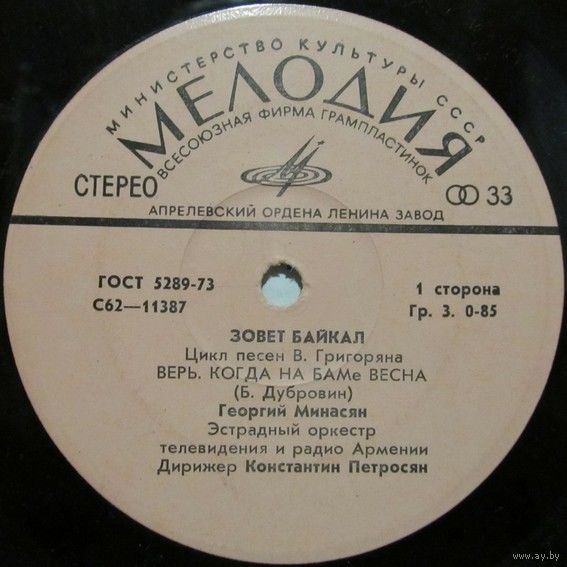 МИНИСТЕРСТВО КУЛЬТУРЫ СССР
МЕЛОДИЯ
ВСЕСОЮЗНАЯ ФИРМА ГРАМПЛАСТИНОК
СТЕРЕО
33
АПРЕЛЕВСКИЙ ОРДЕНА ЛЕНИНА ЗАВОД
ГОСТ 5289-73
1 сторона
С62—11387
Гр. 3. 0-85
ЗОВЕТ БАЙКАЛ
Цикл песен В. Григоряна
ВЕРЬ. КОГДА НА БАМе ВЕСНА
(Б. Дубровин)
Георгий Минасян
Эстрадный оркестр
телевидения и радио Армении
Дирижер Константин Петросян
www.ay.by